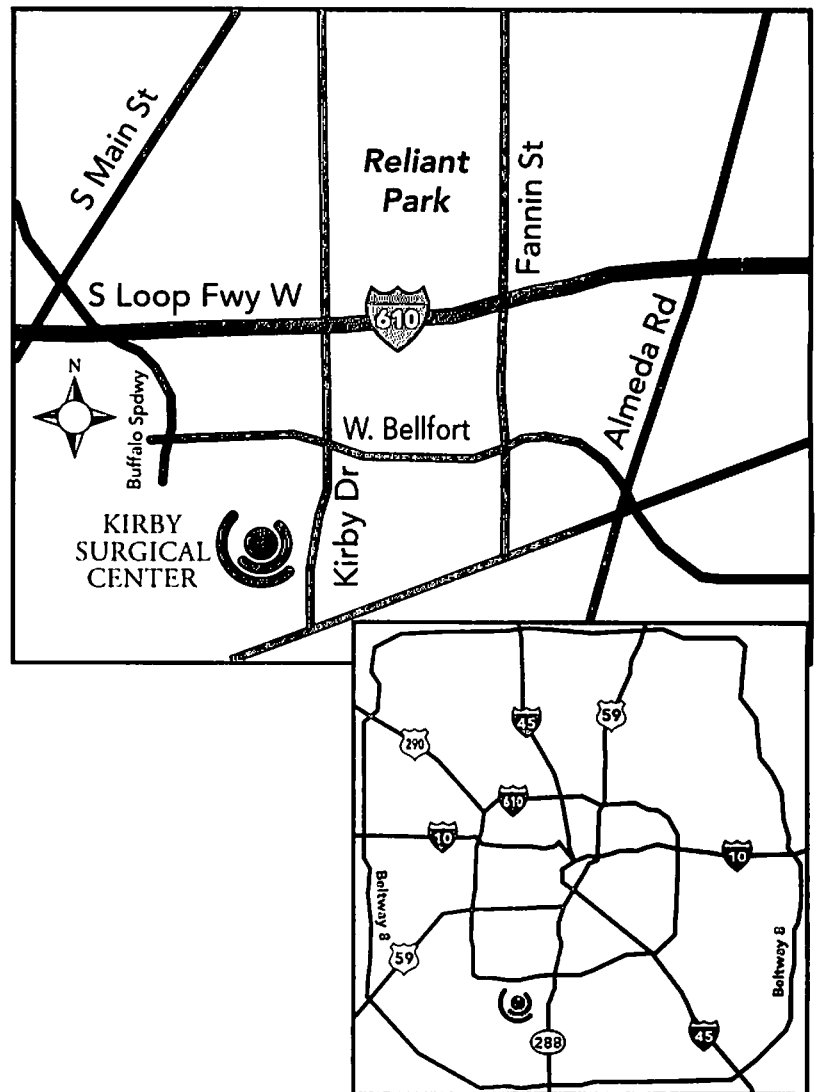 S Main St
Reliant
Park
Fannin St
S Loop Fwy W
610
Almeda Rd
N
Buffalo Spdwy
W. Bellfort
Kirby Dr
KIRBY
SURGICAL
CENTER
45
59
290
610
10
10
Beltway 8
59
Beltway 8
288
45